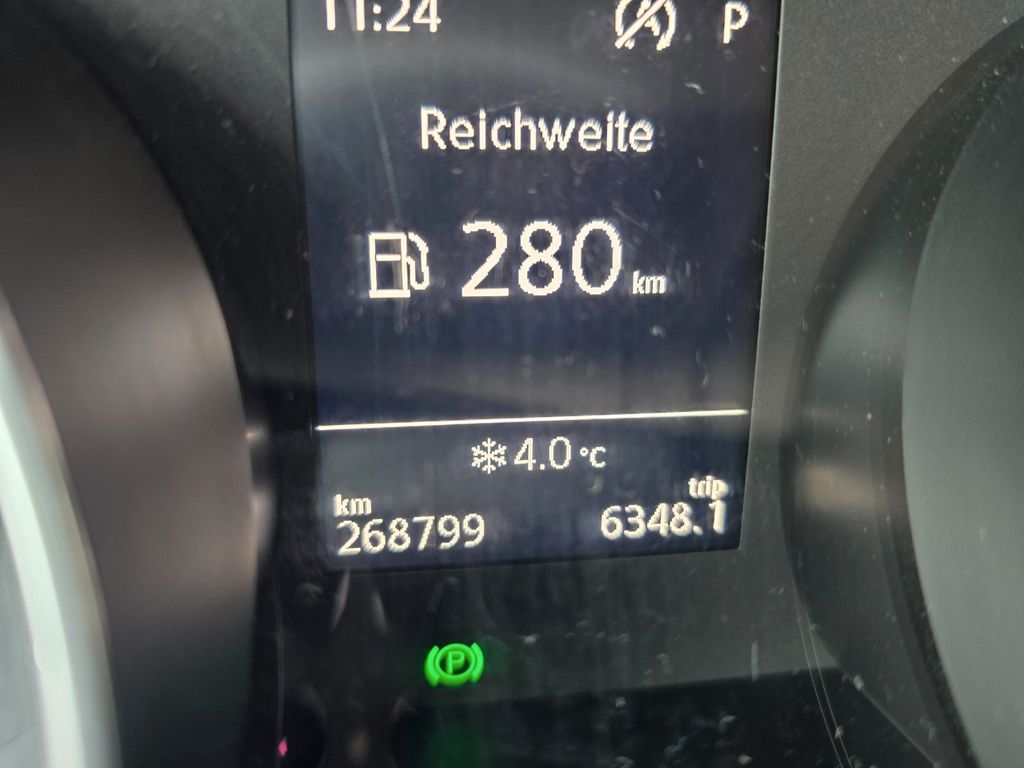 11:24 P
Reichweite
280 km
4.0 °C
km trip
268799 6348.1
P